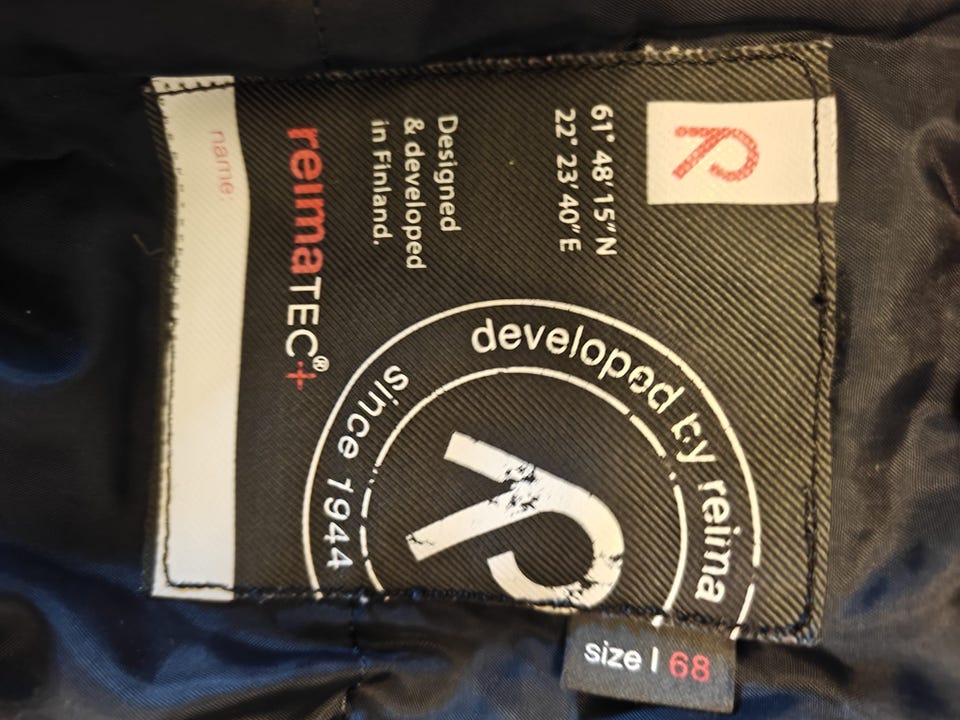 61° 48′ 15″ N
22° 23′ 40″ E
Designed
& developed
in Finland.
developed by reima
Since 1944
reimaTEC®+
name:
size | 68